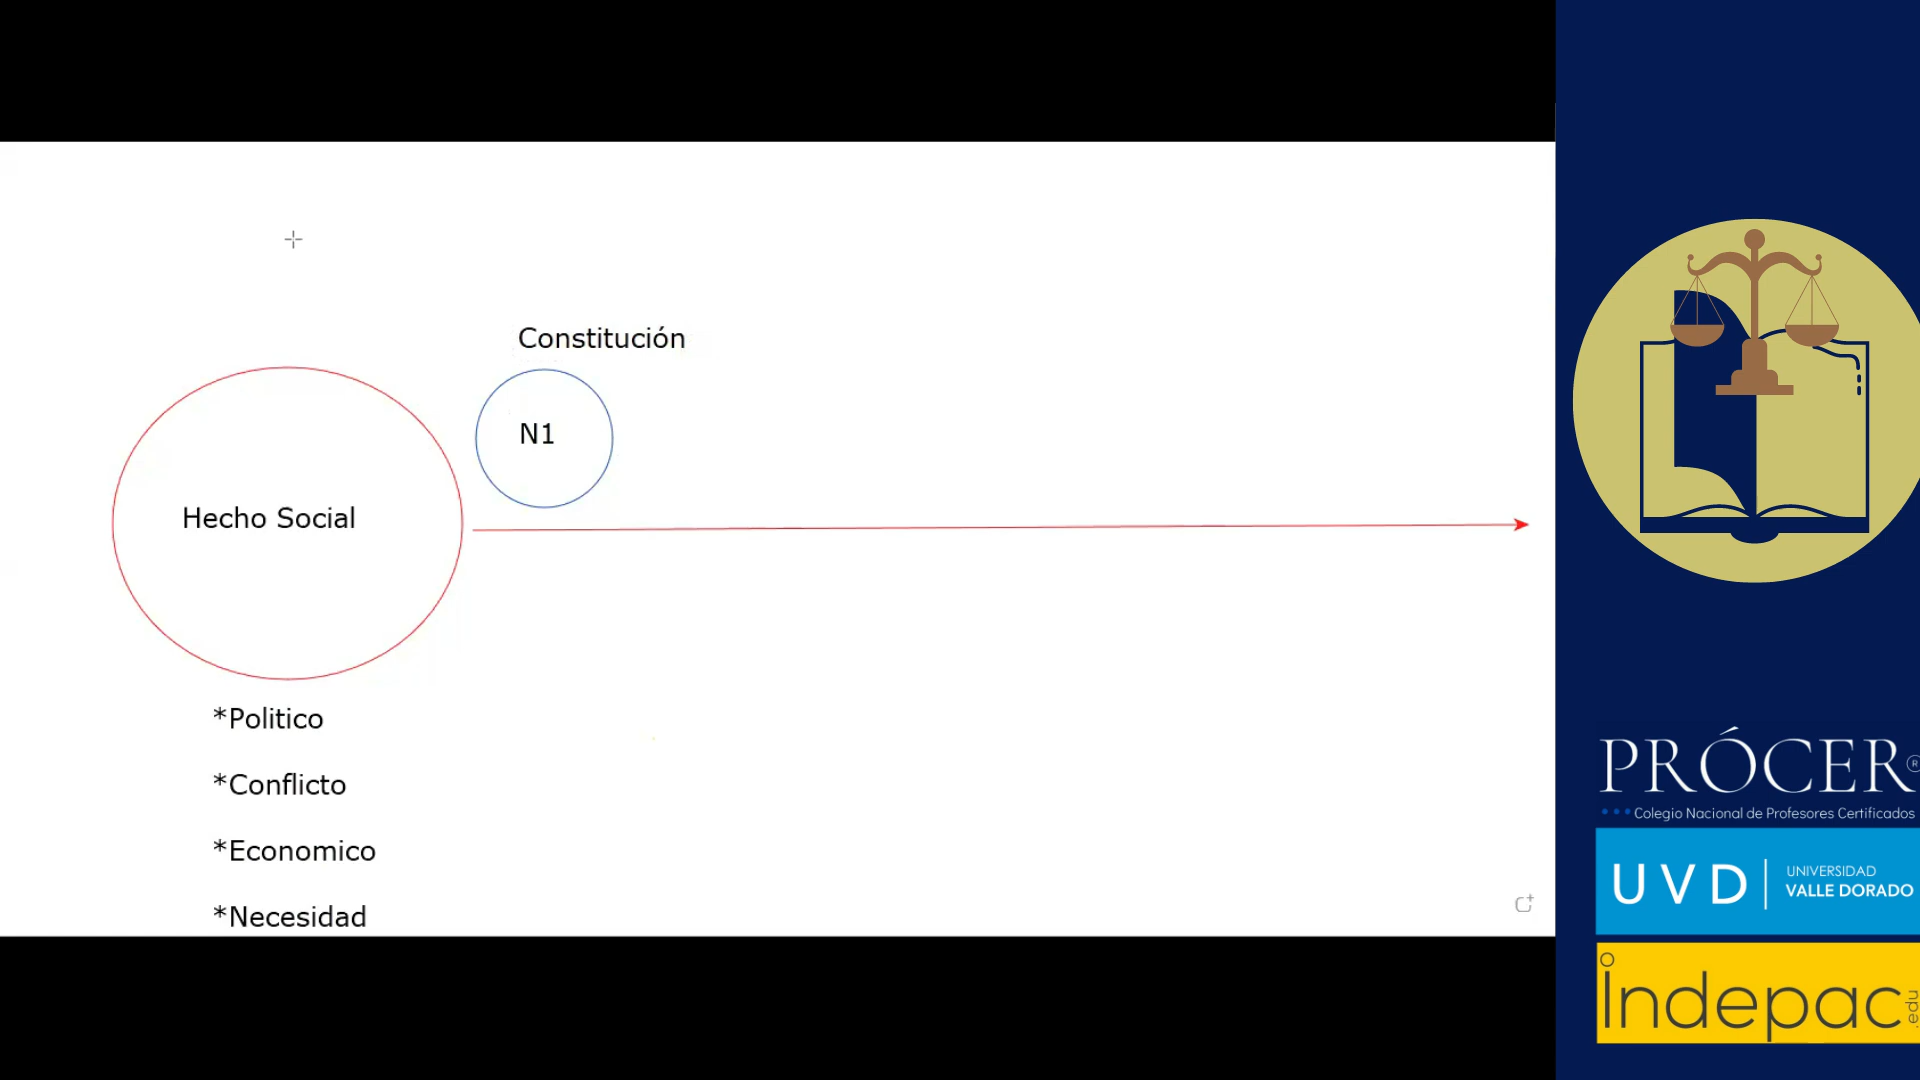 Constitución
N1
Hecho Social
*Politico
*Conflicto
*Economico
*Necesidad
PRÓCER®
Colegio Nacional de Profesores Certificados
UVD
UNIVERSIDAD
VALLE DORADO
indepac
.edu